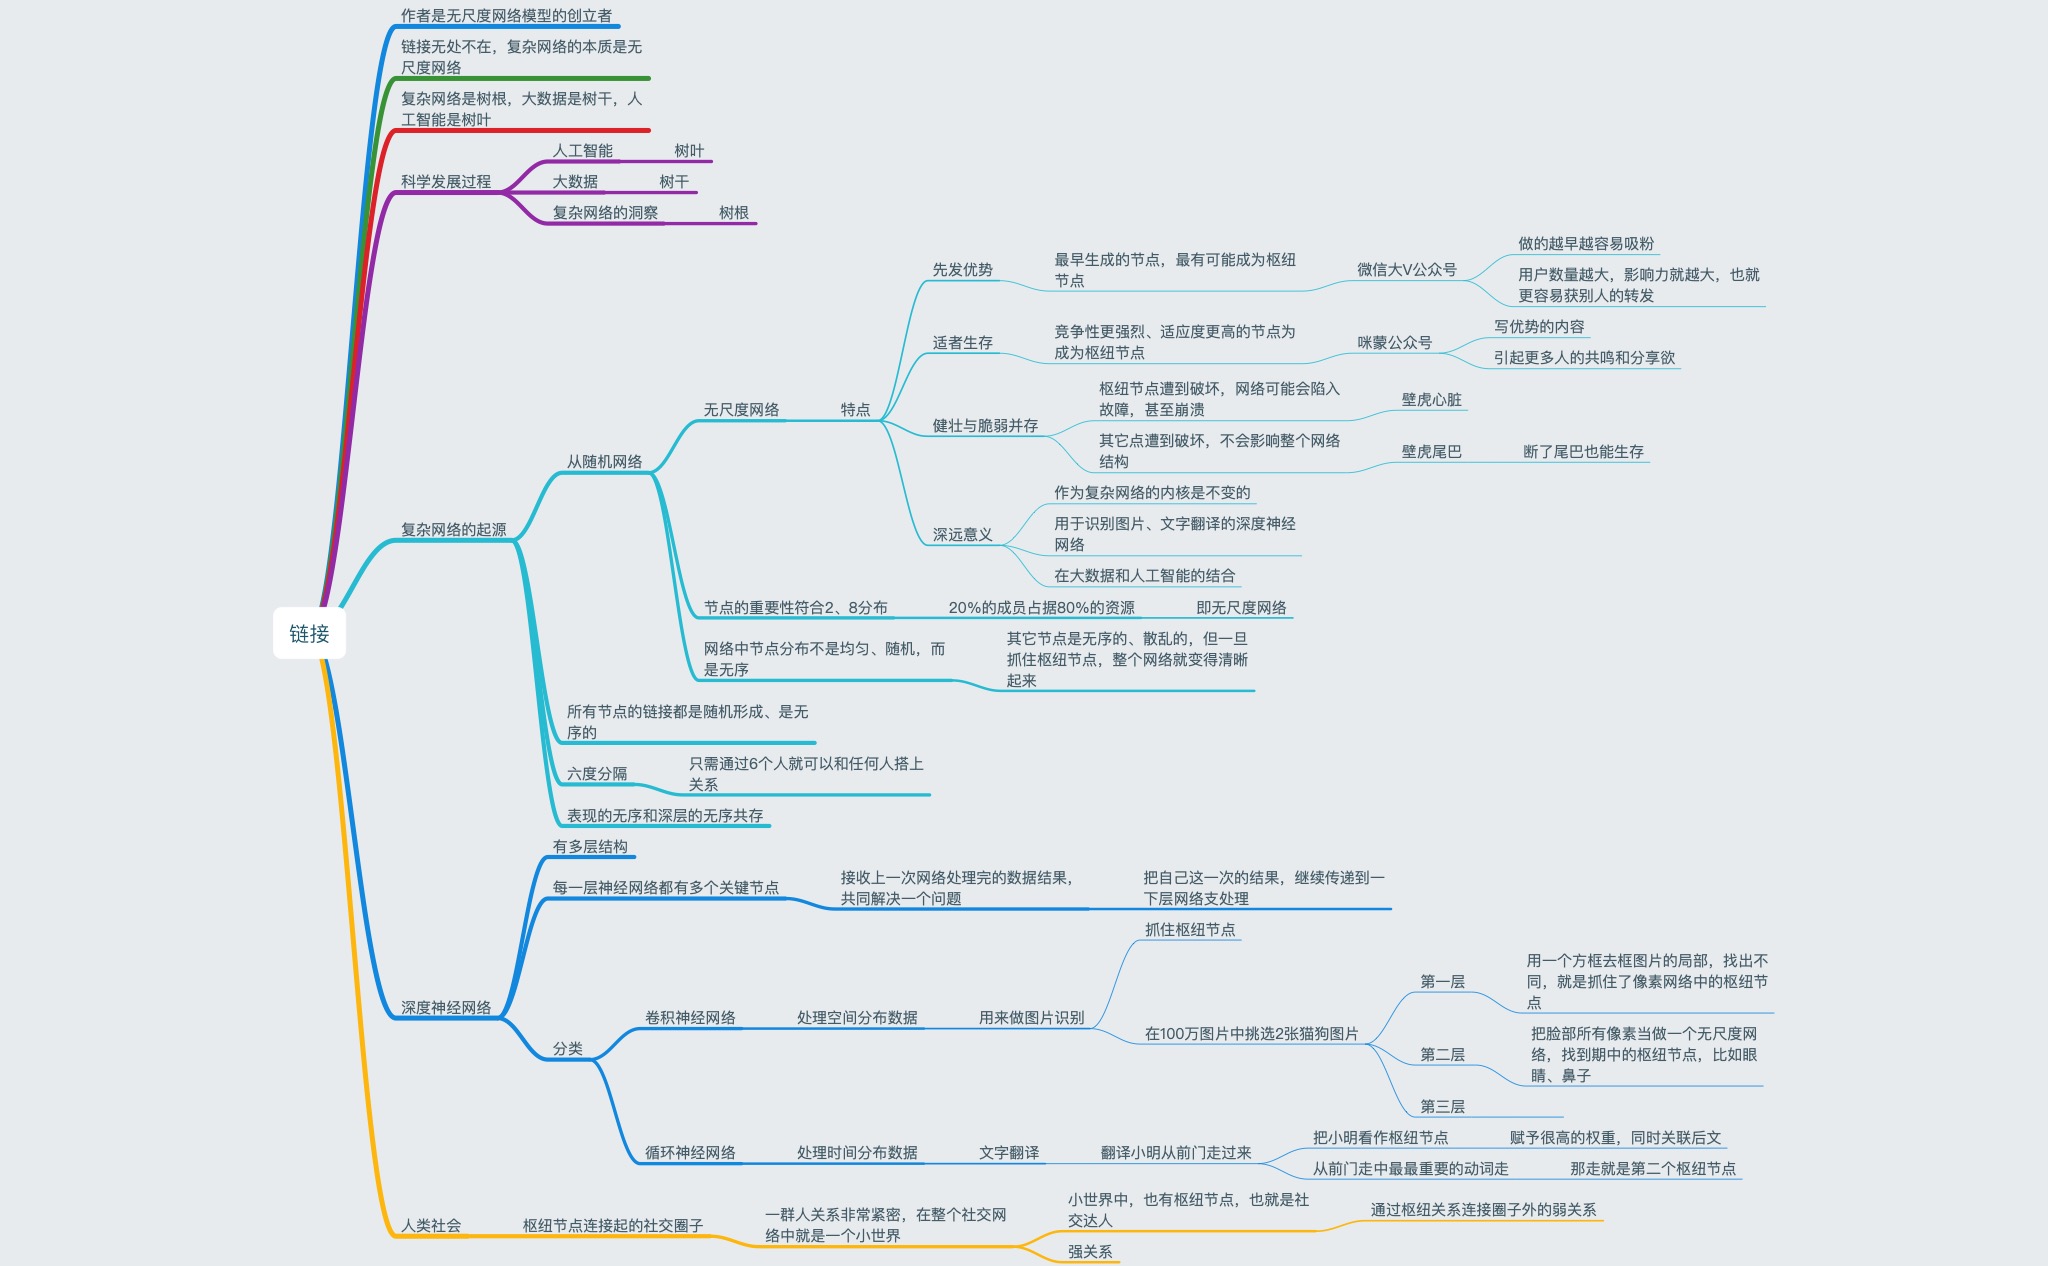 作者是无尺度网络模型的创立者
链接无处不在，复杂网络的本质是无
尺度网络
复杂网络是树根，大数据是树干，人
工智能是树叶
科学发展过程
人工智能
树叶
大数据
树干
复杂网络的洞察
树根
链接
复杂网络的起源
从随机网络
无尺度网络
特点
先发优势
最早生成的节点，最有可能成为枢纽
节点
微信大V公众号
做的越早越容易吸粉
用户数量越大，影响力就越大，也就
更容易获别人的转发
适者生存
竞争性更强烈、适应度更高的节点为
成为枢纽节点
咪蒙公众号
写优势的内容
引起更多人的共鸣和分享欲
健壮与脆弱并存
枢纽节点遭到破坏，网络可能会陷入
故障，甚至崩溃
壁虎心脏
其它点遭到破坏，不会影响整个网络
结构
壁虎尾巴
断了尾巴也能生存
深远意义
作为复杂网络的内核是不变的
用于识别图片、文字翻译的深度神经
网络
在大数据和人工智能的结合
节点的重要性符合2、8分布
20%的成员占据80%的资源
即无尺度网络
网络中节点分布不是均匀、随机，而
是无序
其它节点是无序的、散乱的，但一旦
抓住枢纽节点，整个网络就变得清晰
起来
所有节点的链接都是随机形成、是无
序的
六度分隔
只需通过6个人就可以和任何人搭上
关系
表现的无序和深层的无序共存
深度神经网络
有多层结构
每一层神经网络都有多个关键节点
接收上一次网络处理完的数据结果，
共同解决一个问题
把自己这一次的结果，继续传递到一
下层网络支处理
分类
卷积神经网络
处理空间分布数据
用来做图片识别
抓住枢纽节点
在100万图片中挑选2张猫狗图片
第一层
用一个方框去框图片的局部，找出不
同，就是抓住了像素网络中的枢纽节
点
第二层
把脸部所有像素当做一个无尺度网
络，找到期中的枢纽节点，比如眼
睛、鼻子
第三层
循环神经网络
处理时间分布数据
文字翻译
翻译小明从前门走过来
把小明看作枢纽节点
赋予很高的权重，同时关联后文
从前门走中最最重要的动词走
那走就是第二个枢纽节点
人类社会
枢纽节点连接起的社交圈子
一群人关系非常紧密，在整个社交网
络中就是一个小世界
小世界中，也有枢纽节点，也就是社
交达人
通过枢纽关系连接圈子外的弱关系
强关系